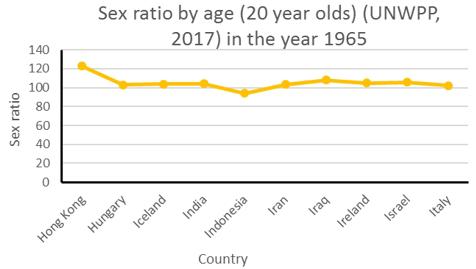 Sex ratio by age (20 year olds) (UNWPP,
2017) in the year 1965
140
120
100
80
60
40
20
0
Sex ratio
Hong Kong
Hungary
Iceland
India
Indonesia
Iran
Iraq
Ireland
Israel
Italy
Country